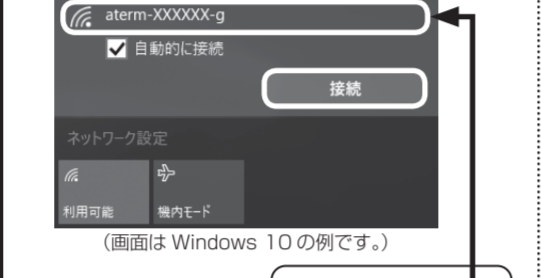 aterm-XXXXXX-g
自動的に接続
接続
ネットワーク設定
利用可能
機内モード
(画面は Windows 10 の例です。)